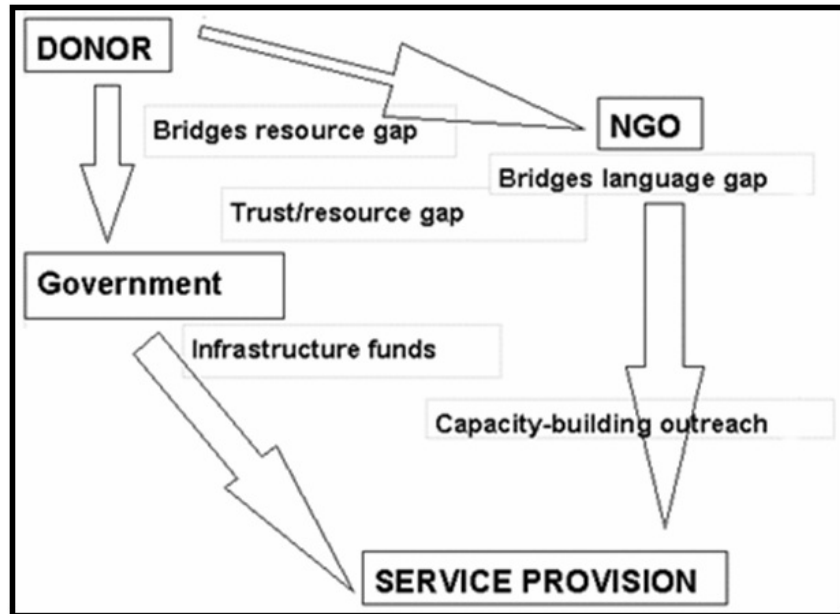 DONOR
NGO
Bridges resource gap
Bridges language gap
Trust/resource gap
Government
Infrastructure funds
Capacity-building outreach
SERVICE PROVISION